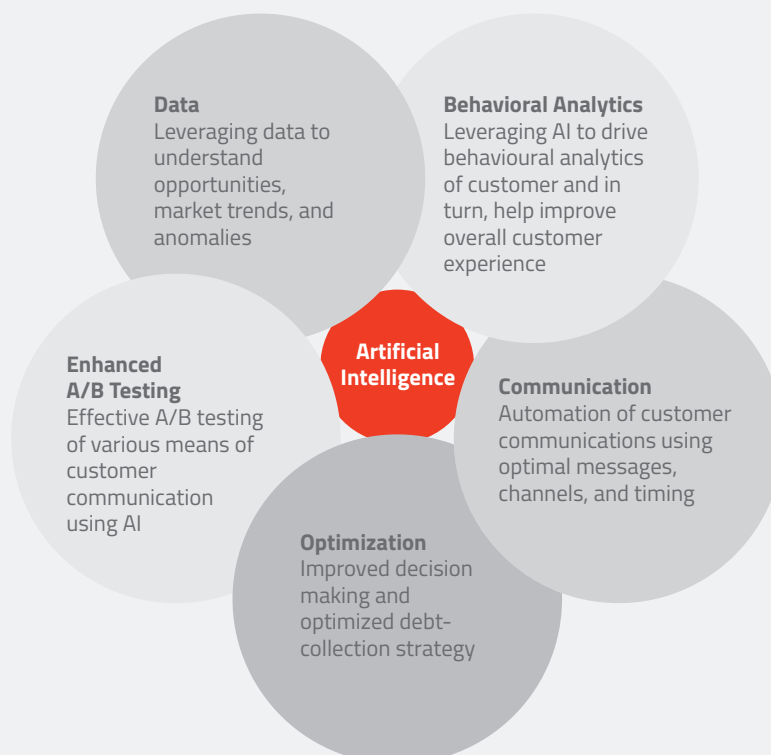 Data
Leveraging data to
understand
opportunities,
market trends, and
anomalies
Behavioral Analytics
Leveraging AI to drive
behavioural analytics
of customer and in
turn, help improve
overall customer
experience
Artificial
Intelligence
Enhanced
A/B Testing
Effective A/B testing
of various means of
customer
communication
using AI
Communication
Automation of customer
communications using
optimal messages,
channels, and timing
Optimization
Improved decision
making and
optimized debt-
collection strategy